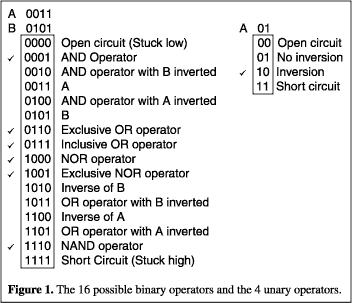 A 0011
B 0101
0000 Open circuit (Stuck low)
✓ 0001 AND Operator
0010 AND operator with B inverted
0011 A
0100 AND operator with A inverted
0101 B
✓ 0110 Exclusive OR operator
✓ 0111 Inclusive OR operator
✓ 1000 NOR operator
✓ 1001 Exclusive NOR operator
1010 Inverse of B
1011 OR operator with B inverted
1100 Inverse of A
1101 OR operator with A inverted
✓ 1110 NAND operator
1111 Short Circuit (Stuck high)
A 01
00 Open circuit
01 No inversion
✓ 10 Inversion
11 Short circuit
Figure 1. The 16 possible binary operators and the 4 unary operators.